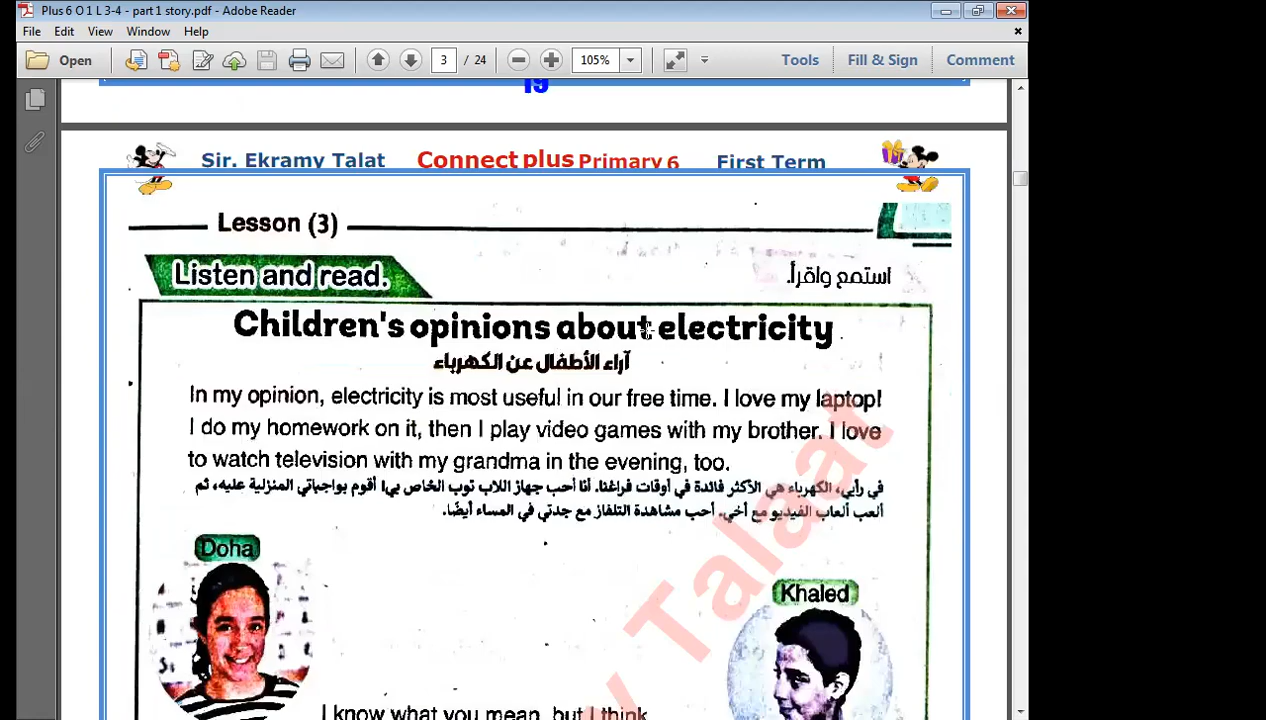 Plus 6 O 1 L 3-4 - part 1 story.pdf - Adobe Reader
File Edit View Window Help
Open 3 / 24 105% Tools Fill & Sign Comment
19
Sir. Ekramy Talat Connect plus Primary 6 First Term
Lesson (3)
Listen and read. استمع واقرأ.
Children's opinions about electricity
آراء الأطفال عن الكهرباء
In my opinion, electricity is most useful in our free time. I love my laptop!
I do my homework on it, then I play video games with my brother. I love
to watch television with my grandma in the evening, too.
في رأيي، الكهرباء هي الأكثر فائدة في أوقات فراغنا. أنا أحب جهاز اللاب توب الخاص بي! أقوم بواجباتي المنزلية عليه، ثم
ألعب ألعاب الفيديو مع أخي. أحب مشاهدة التلفاز مع جدتي في المساء أيضًا.
Doha
Khaled
y Talaat
I know what you mean, but I think